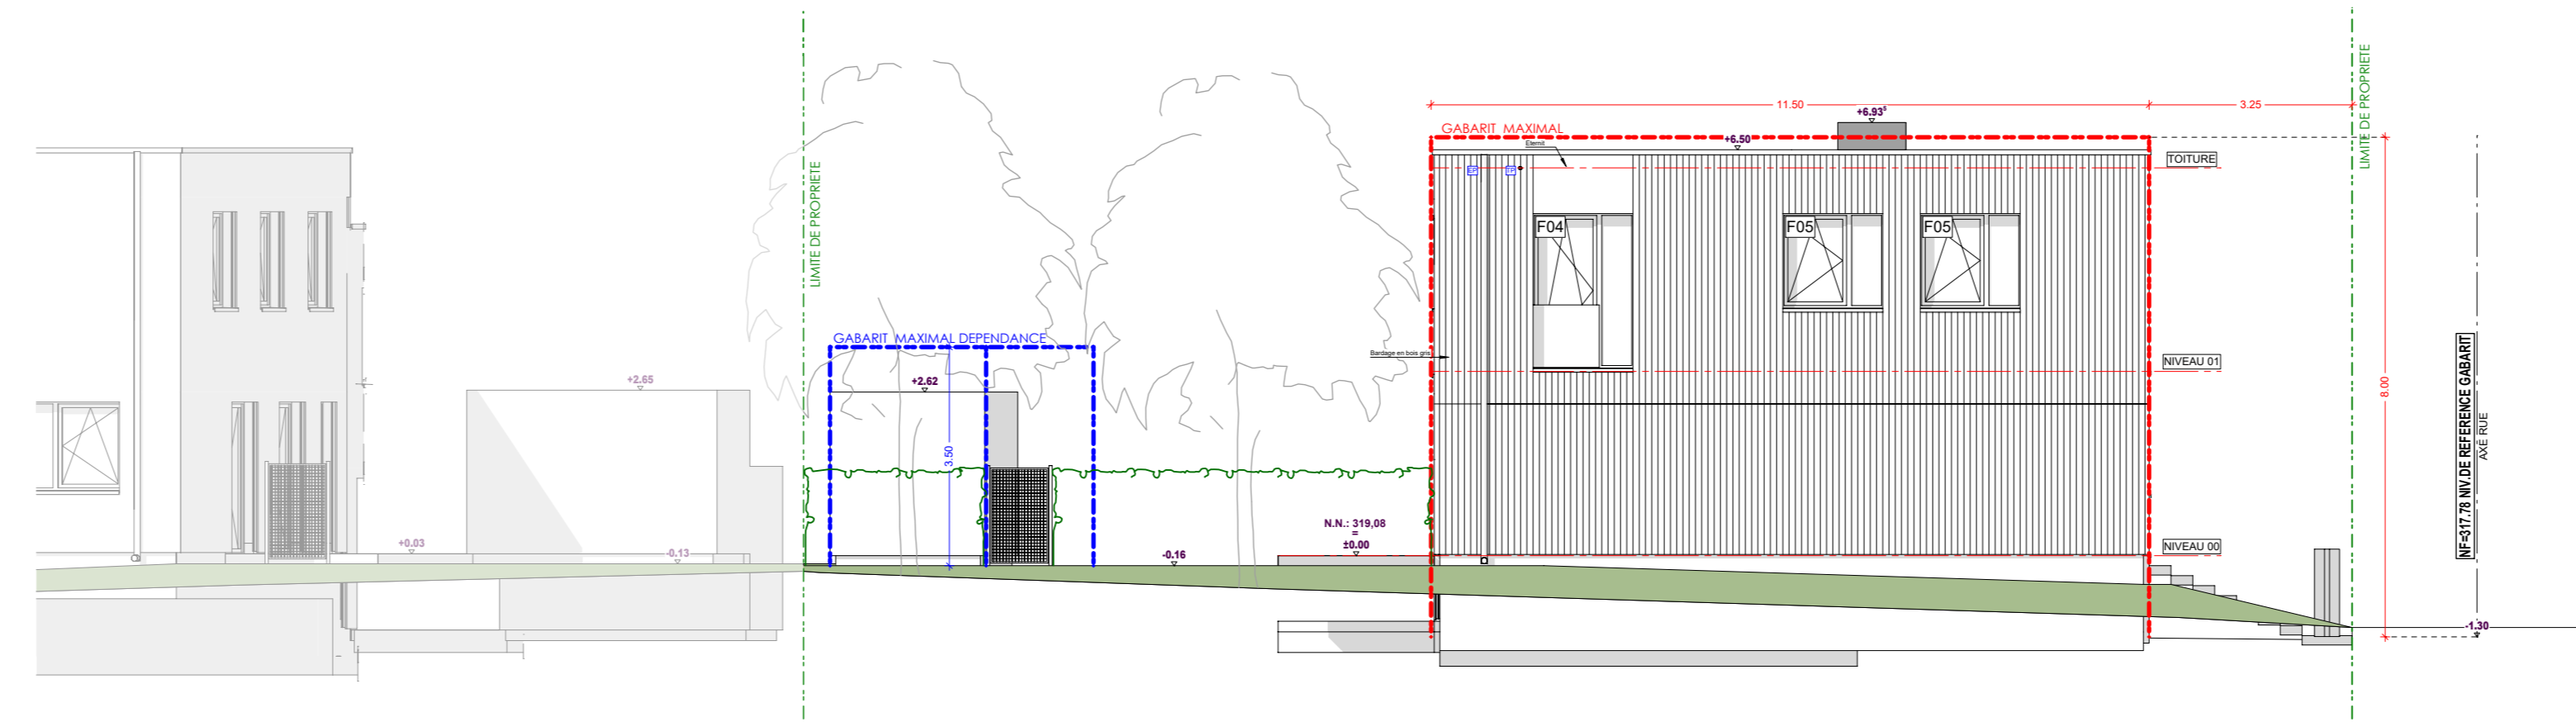 LIMITE DE PROPRIETE
LIMITE DE PROPRIETE
11.50
3.25
+6.93⁵
GABARIT MAXIMAL
+6.50
Eternit
TOITURE
EP
TP
F04
F05
F05
GABARIT MAXIMAL DEPENDANCE
Bardage en bois gris
NIVEAU 01
+2.65
+2.62
8.00
3.50
NF=317.78 NIV.DE REFERENCE GABARIT
AXE RUE
N.N.: 319,08
=
±0.00
+0.03
-0.13
-0.16
NIVEAU 00
-1.30